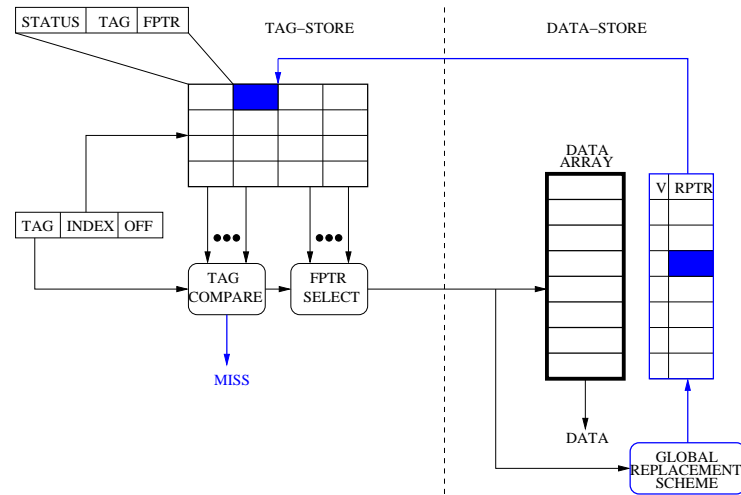 STATUS TAG FPTR
TAG–STORE
DATA–STORE
DATA
ARRAY
V RPTR
TAG INDEX OFF
TAG
COMPARE
FPTR
SELECT
MISS
DATA
GLOBAL
REPLACEMENT
SCHEME